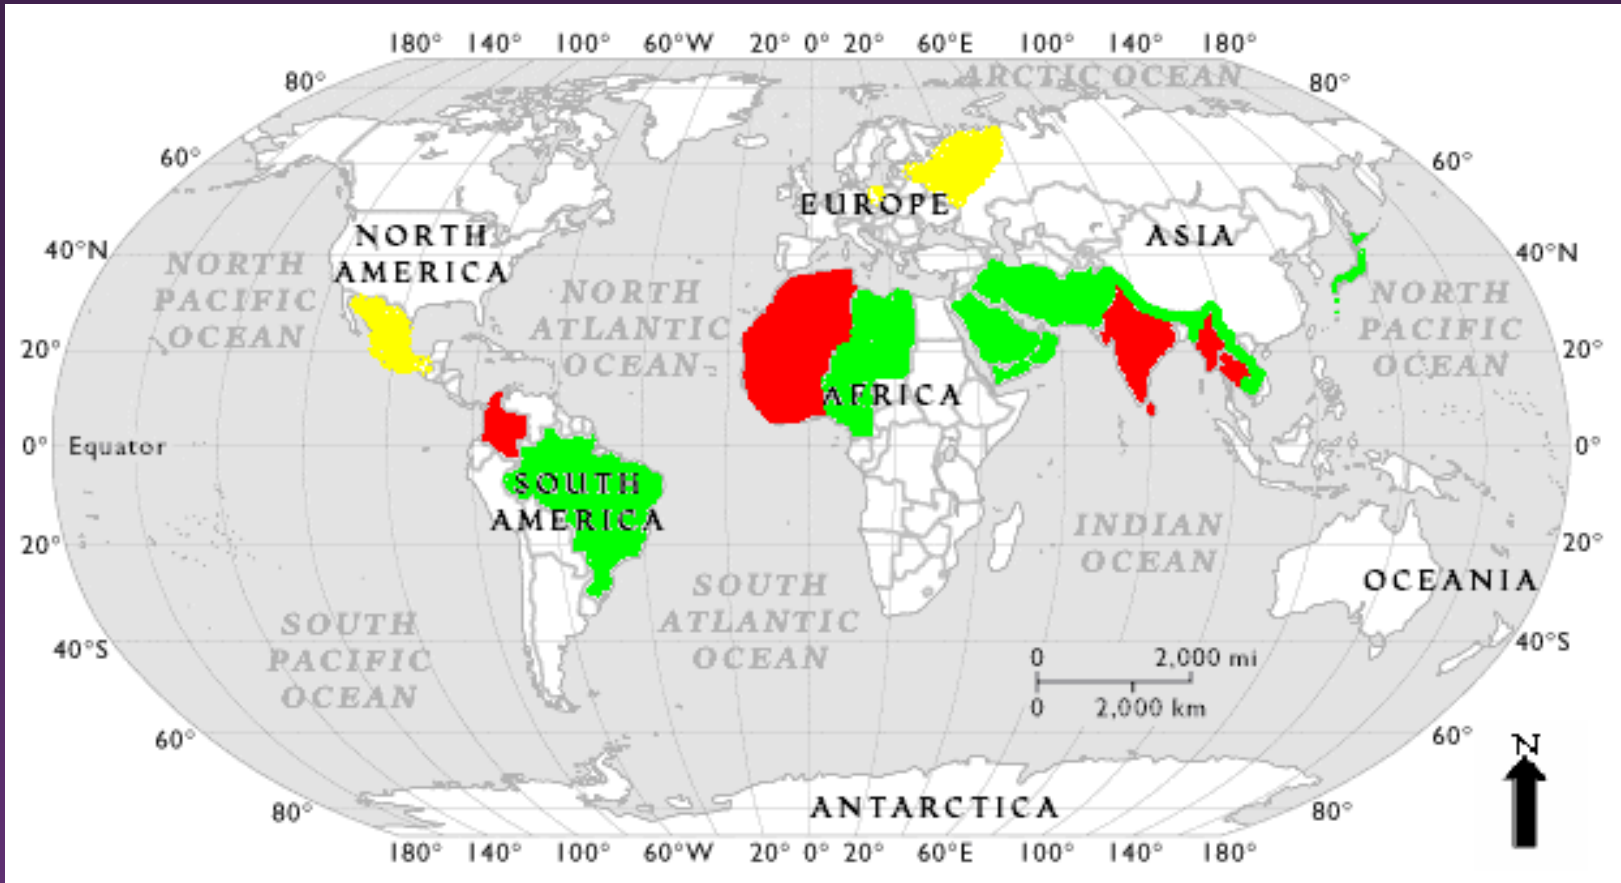 180° 140° 100° 60°W 20° 0° 20° 60°E 100° 140° 180°
80° ARCTIC OCEAN 80°
60° 60°
EUROPE
NORTH
AMERICA
ASIA
40°N 40°N
NORTH
PACIFIC
OCEAN
NORTH
ATLANTIC
OCEAN
NORTH
PACIFIC
OCEAN
20° 20°
AFRICA
0° Equator 0°
SOUTH
AMERICA
INDIAN
OCEAN
20° 20°
OCEANIA
SOUTH
ATLANTIC
OCEAN
SOUTH
PACIFIC
OCEAN
40°S 40°S
0 2,000 mi
0 2,000 km
60° 60°
N
ANTARCTICA
80° 80°
180° 140° 100° 60°W 20° 0° 20° 60°E 100° 140° 180°